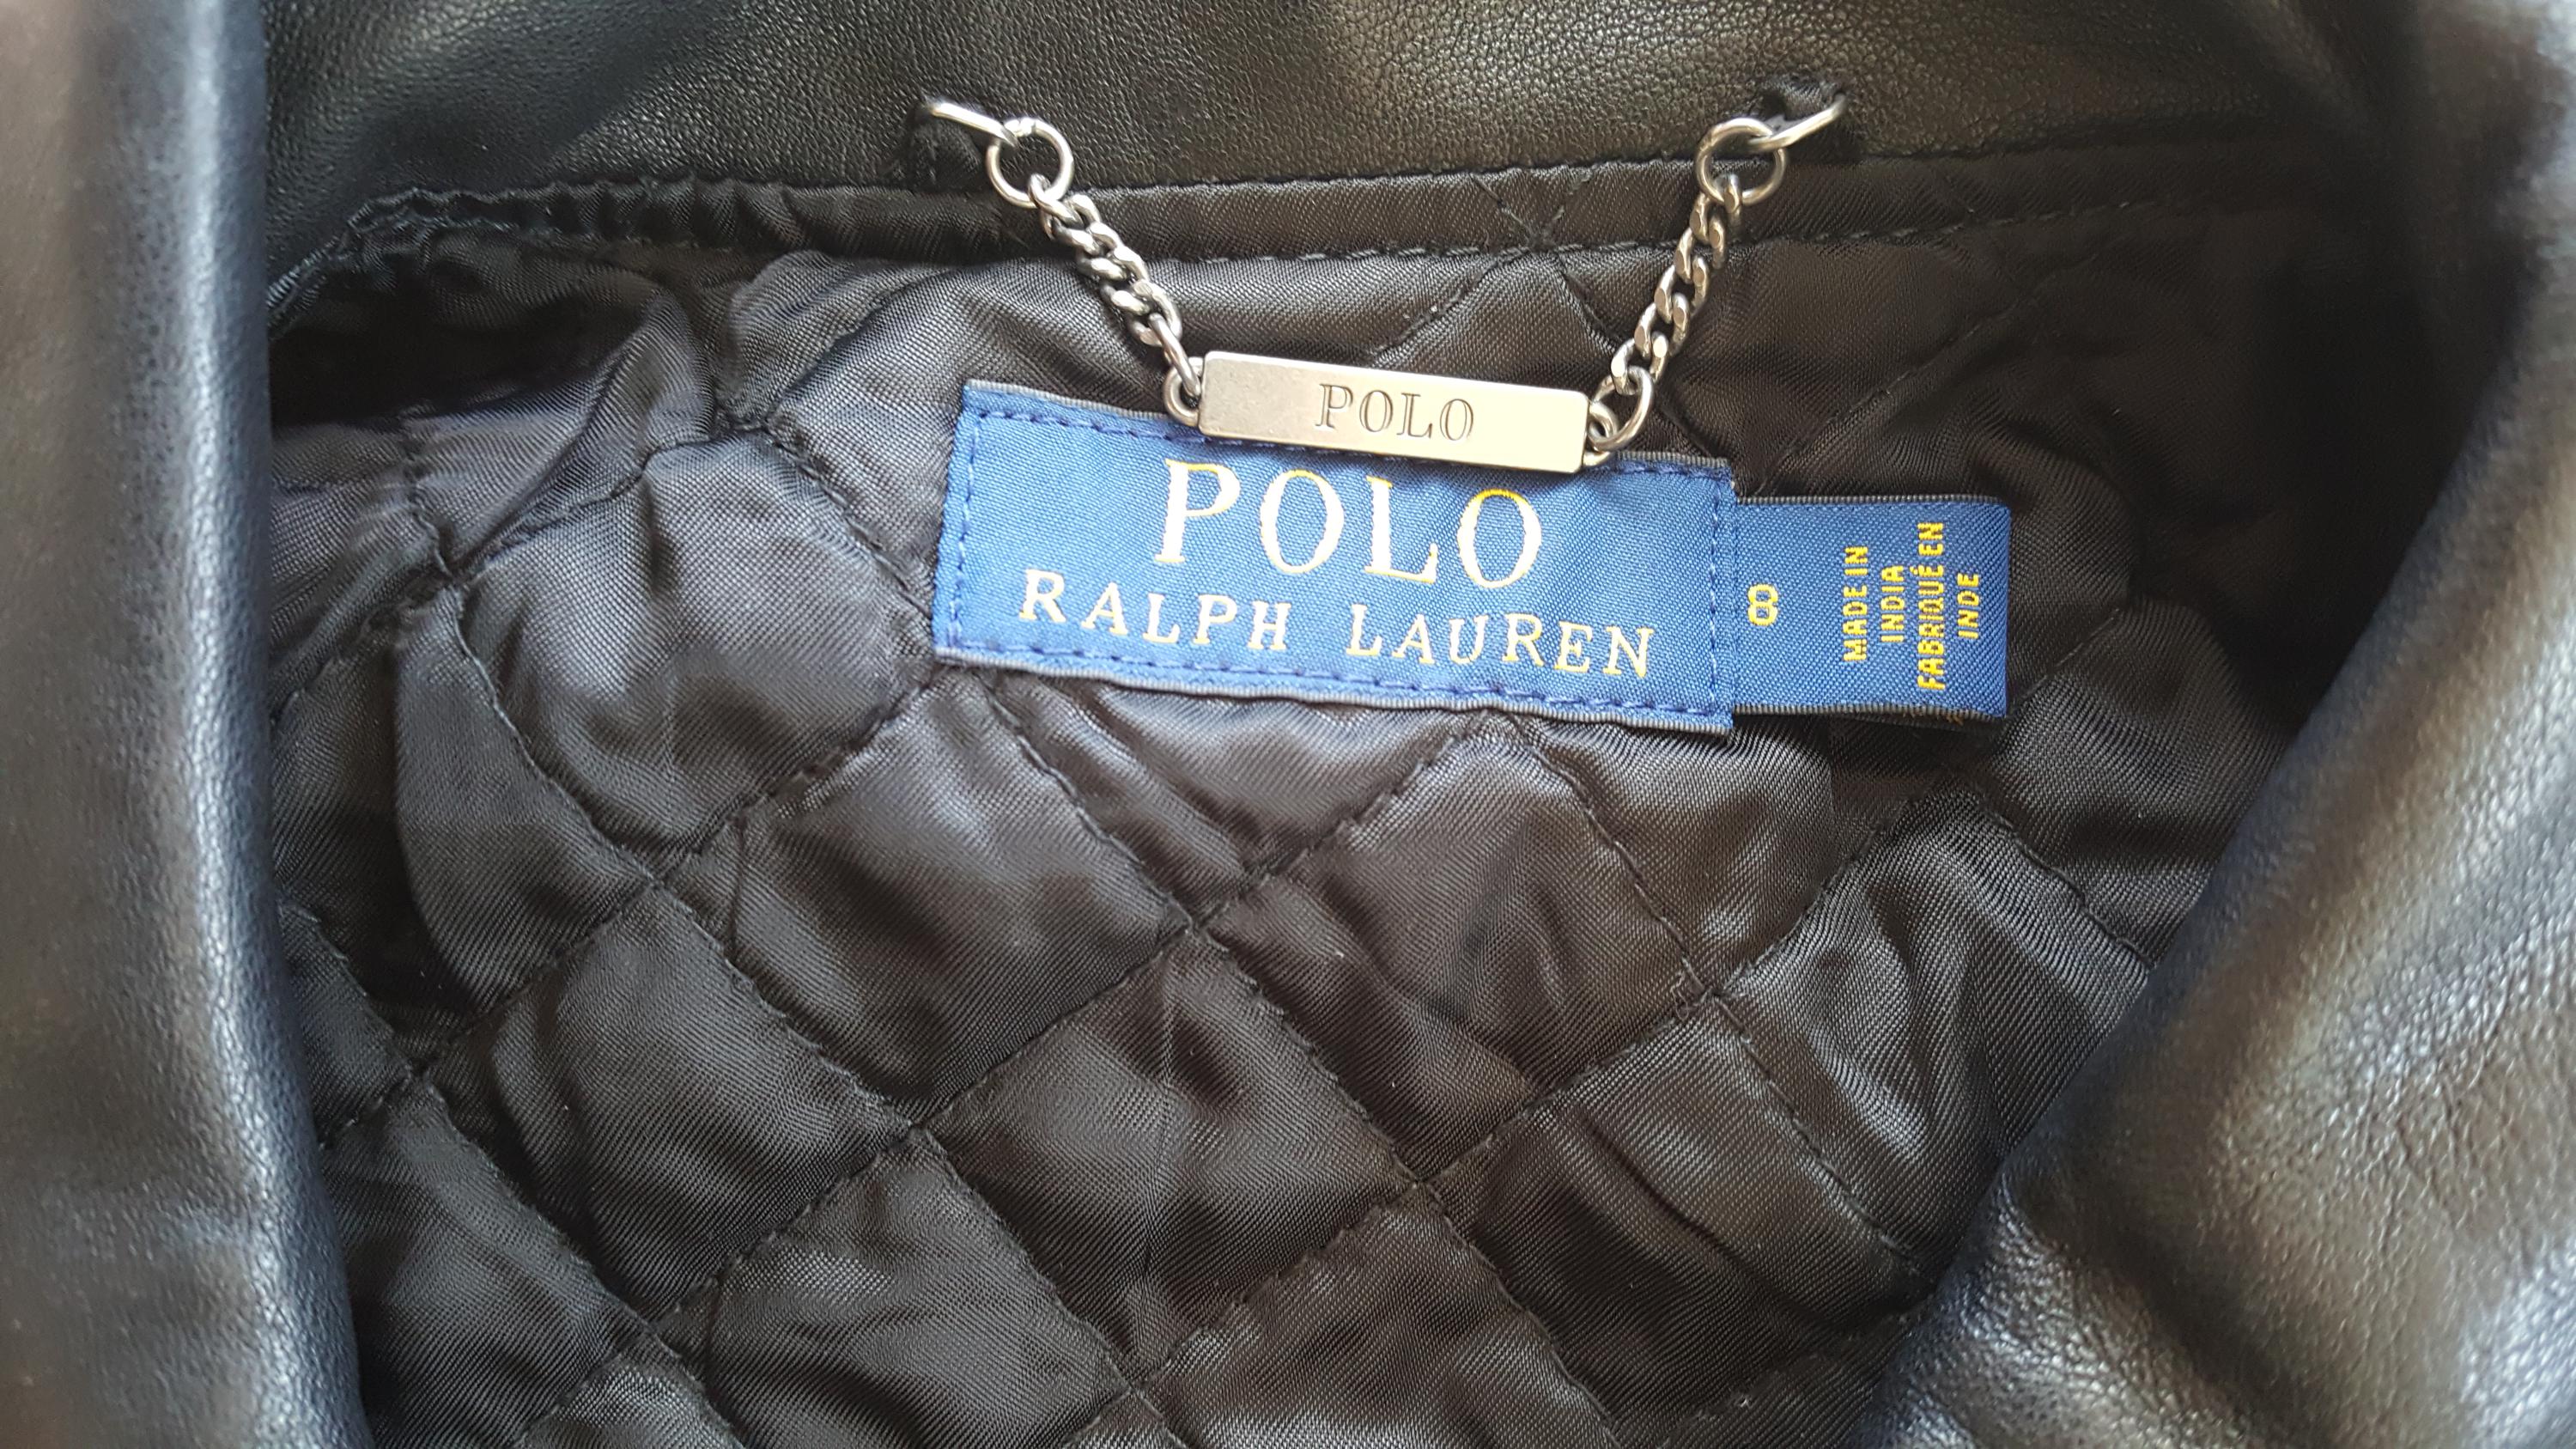 POLO
POLO
RALPH LAUREN
8
MADE IN
INDIA
FABRIQUÉ EN
INDE